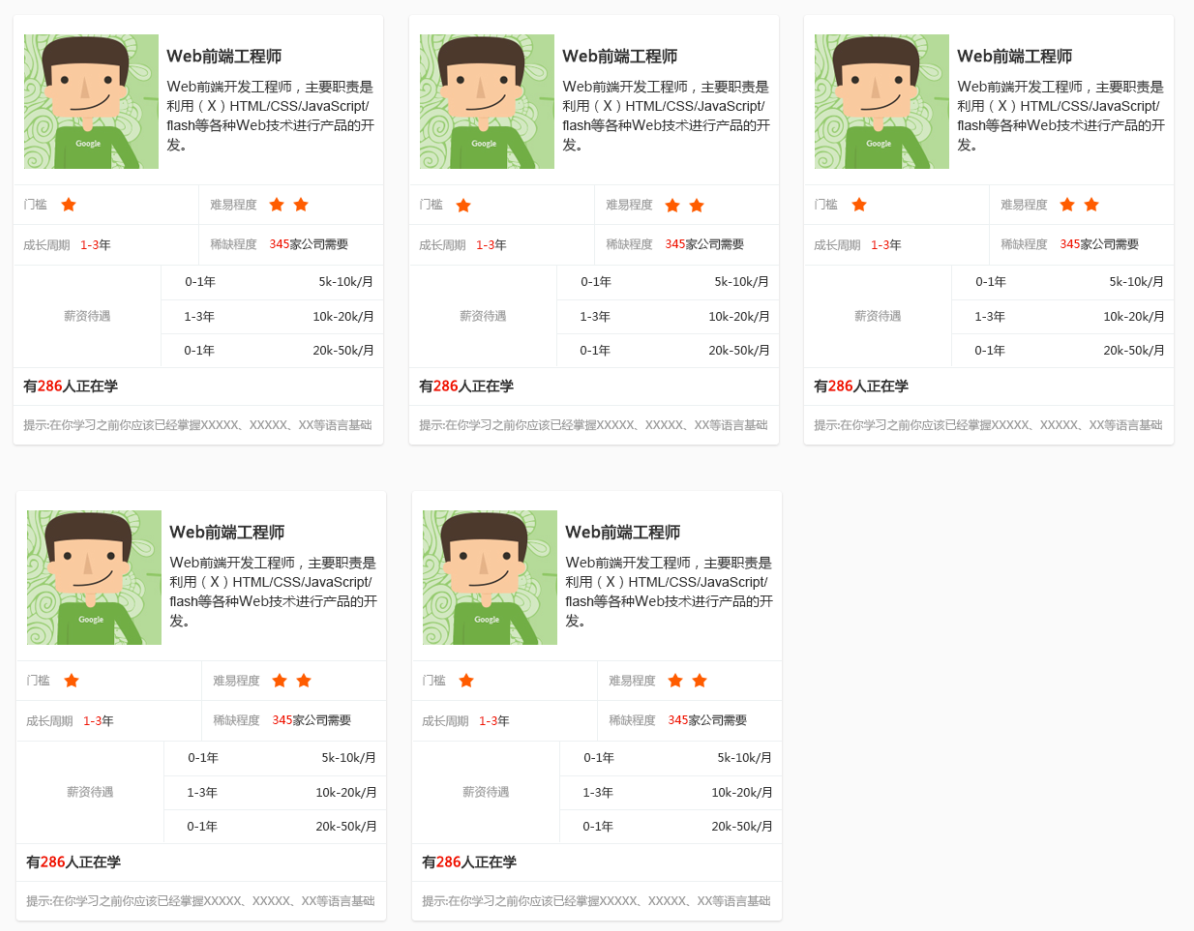 Web前端工程师
Web前端开发工程师，主要职责是
利用（X）HTML/CSS/JavaScript/
flash等各种Web技术进行产品的开
发。
Google
门槛
难易程度
成长周期 1-3年
稀缺程度 345家公司需要
薪资待遇
0-1年 5k-10k/月
1-3年 10k-20k/月
0-1年 20k-50k/月
有286人正在学
提示:在你学习之前你应该已经掌握XXXXX、XXXXX、XX等语言基础
Web前端工程师
Web前端开发工程师，主要职责是
利用（X）HTML/CSS/JavaScript/
flash等各种Web技术进行产品的开
发。
Google
门槛
难易程度
成长周期 1-3年
稀缺程度 345家公司需要
薪资待遇
0-1年 5k-10k/月
1-3年 10k-20k/月
0-1年 20k-50k/月
有286人正在学
提示:在你学习之前你应该已经掌握XXXXX、XXXXX、XX等语言基础
Web前端工程师
Web前端开发工程师，主要职责是
利用（X）HTML/CSS/JavaScript/
flash等各种Web技术进行产品的开
发。
Google
门槛
难易程度
成长周期 1-3年
稀缺程度 345家公司需要
薪资待遇
0-1年 5k-10k/月
1-3年 10k-20k/月
0-1年 20k-50k/月
有286人正在学
提示:在你学习之前你应该已经掌握XXXXX、XXXXX、XX等语言基础
Web前端工程师
Web前端开发工程师，主要职责是
利用（X）HTML/CSS/JavaScript/
flash等各种Web技术进行产品的开
发。
Google
门槛
难易程度
成长周期 1-3年
稀缺程度 345家公司需要
薪资待遇
0-1年 5k-10k/月
1-3年 10k-20k/月
0-1年 20k-50k/月
有286人正在学
提示:在你学习之前你应该已经掌握XXXXX、XXXXX、XX等语言基础
Web前端工程师
Web前端开发工程师，主要职责是
利用（X）HTML/CSS/JavaScript/
flash等各种Web技术进行产品的开
发。
Google
门槛
难易程度
成长周期 1-3年
稀缺程度 345家公司需要
薪资待遇
0-1年 5k-10k/月
1-3年 10k-20k/月
0-1年 20k-50k/月
有286人正在学
提示:在你学习之前你应该已经掌握XXXXX、XXXXX、XX等语言基础